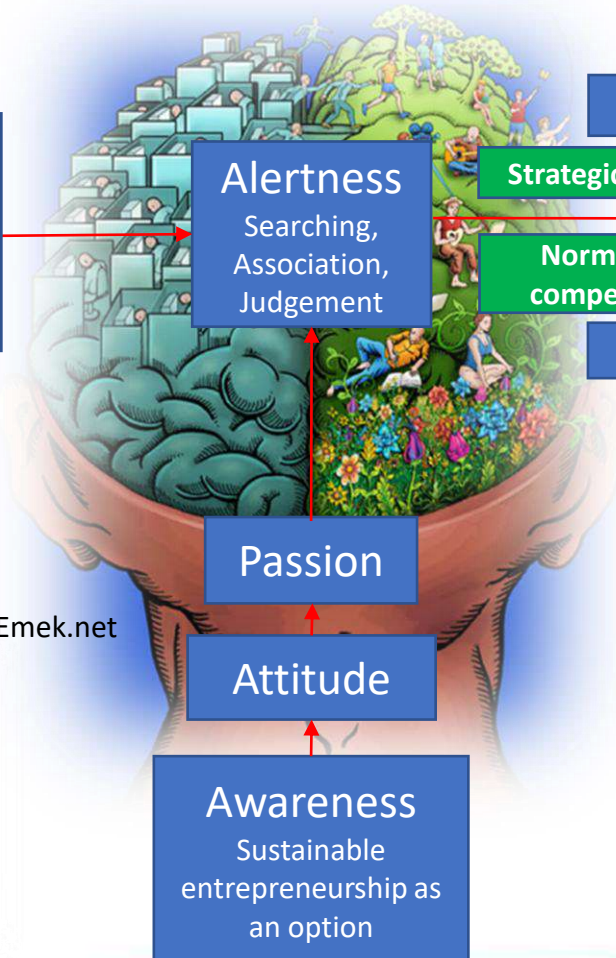 Alertness
Searching,
Association,
Judgement
Strategic
Norm
compe
Passion
Emek.net
Attitude
Awareness
Sustainable
entrepreneurship as
an option